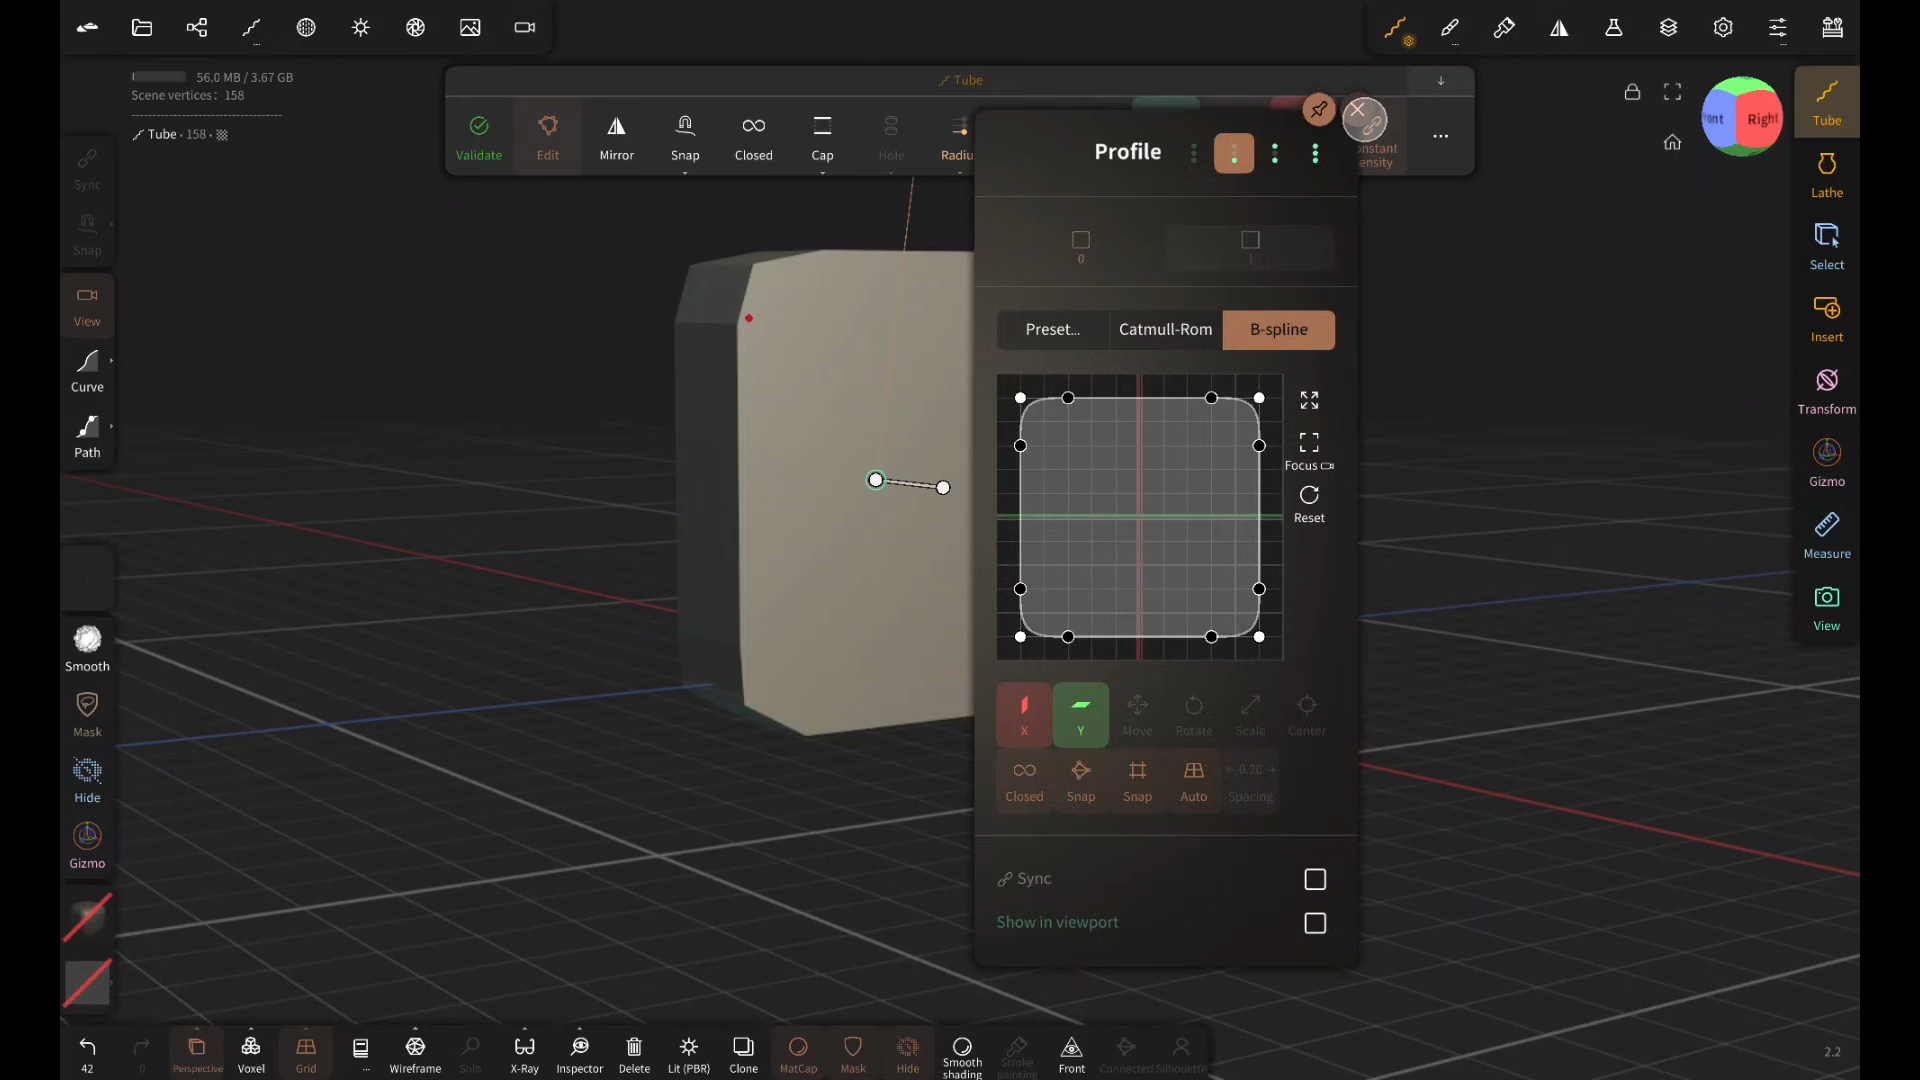 56.0 MB / 3.67 GB
Scene vertices: 158
Tube · 158 ·
Tube
Validate
Edit
Mirror
Snap
Closed
Cap
Hole
Radiu
onstant
ensity
Profile
0
1
Preset...
Catmull-Rom
B-spline
Focus
Reset
X
Y
Move
Rotate
Scale
Center
Closed
Snap
Snap
Auto
0.20
Spacing
Sync
Show in viewport
Sync
Snap
View
Curve
Path
Smooth
Mask
Hide
Gizmo
ont
Right
Tube
Lathe
Select
Insert
Transform
Gizmo
Measure
View
42
0
Perspective
Voxel
Grid
...
Wireframe
Solo
X-Ray
Inspector
Delete
Lit (PBR)
Clone
MatCap
Mask
Hide
Smooth
shading
Stroke
painting
Front
Connected
Silhouette
2.2